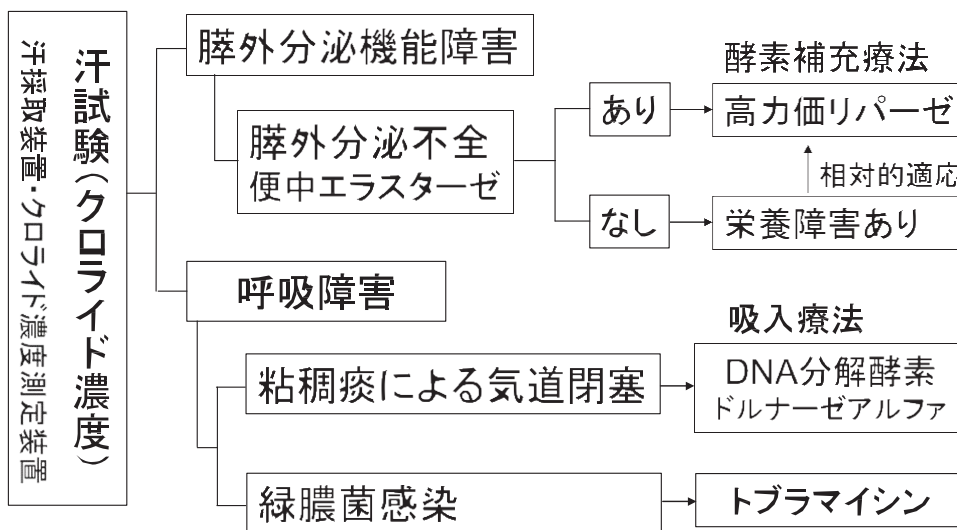 汗試験(クロライド濃度)
汗採取装置・クロライド濃度測定装置
膵外分泌機能障害
膵外分泌不全
便中エラスターゼ
あり
なし
酵素補充療法
高力価リパーゼ
相対的適応
栄養障害あり
呼吸障害
粘稠痰による気道閉塞
緑膿菌感染
吸入療法
DNA分解酵素
ドルナーゼアルファ
トブラマイシン